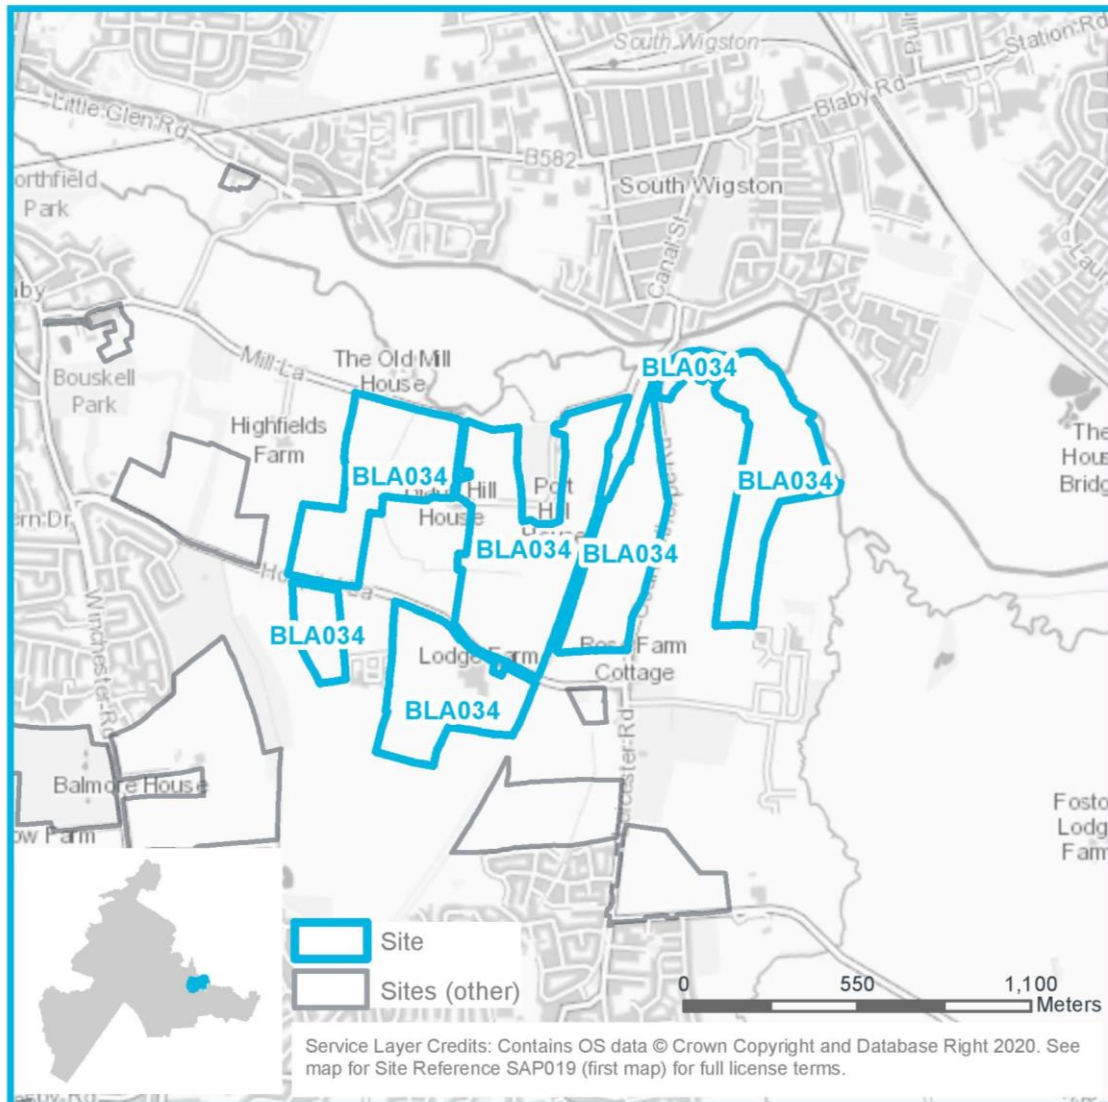 South Wigston
Station Rd
Little Glen Rd
Blaby Rd
B582
orthfield
Park
South Wigston
Canal St
aby
Mill La
The Old Mill
House
Bouskell
Park
BLA034
Highfields
Farm
The
Hous
Bridg
BLA034
Hill
House
BLA034
BLA034
BLA034
ern Dr
Winchester Rd
BLA034
Lodge Farm
Farm
Cottage
BLA034
Balmore House
ow Farm
Foston
Lodg
Farm
Site
Sites (other)
0 550 1,100
Meters
Service Layer Credits: Contains OS data © Crown Copyright and Database Right 2020. See
map for Site Reference SAP019 (first map) for full license terms.